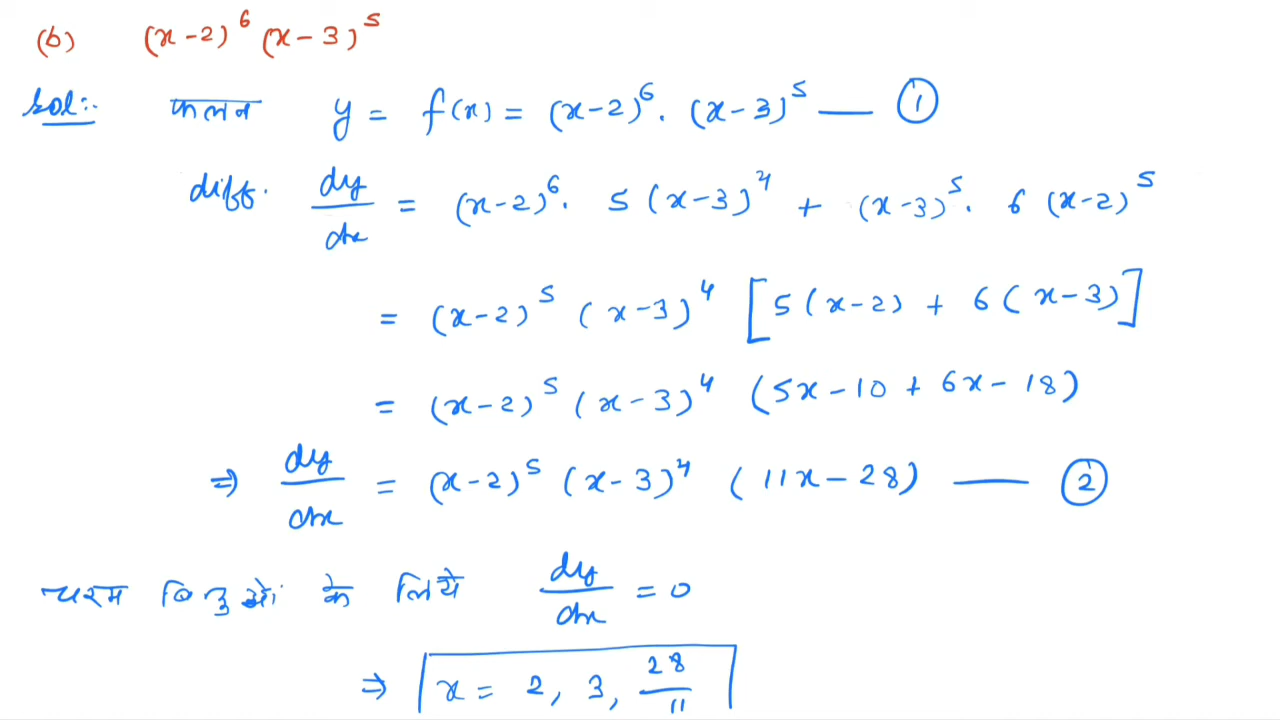 (b) (x-2)^6 (x-3)^5
Sol:- फलन y = f(x) = (x-2)^6 . (x-3)^5 — ①
diff. dy/dx = (x-2)^6 . 5 (x-3)^4 + (x-3)^5 . 6 (x-2)^5
= (x-2)^5 (x-3)^4 [5(x-2) + 6(x-3)]
= (x-2)^5 (x-3)^4 (5x-10+6x-18)
⇒ dy/dx = (x-2)^5 (x-3)^4 (11x-28) — ②
चरम बिन्दुओं के लिये dy/dx = 0
⇒ x = 2, 3, 28/11